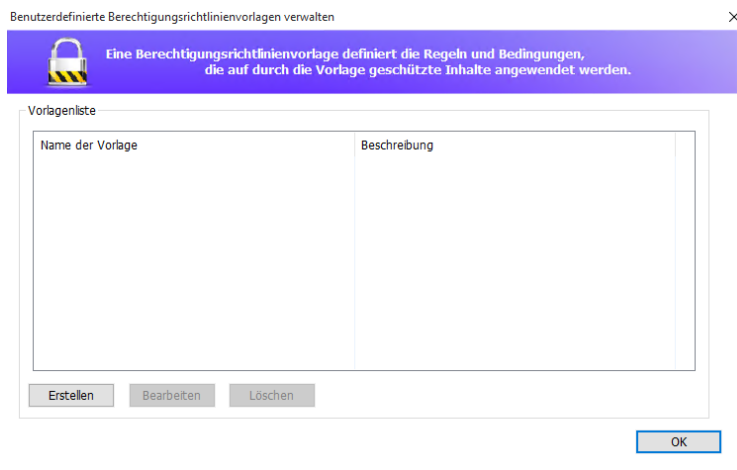 Benutzerdefinierte Berechtigungsrichtlinienvorlagen verwalten
Eine Berechtigungsrichtlinienvorlage definiert die Regeln und Bedingungen,
die auf durch die Vorlage geschützte Inhalte angewendet werden.
Vorlagenliste
Name der Vorlage Beschreibung
Erstellen Bearbeiten Löschen
OK